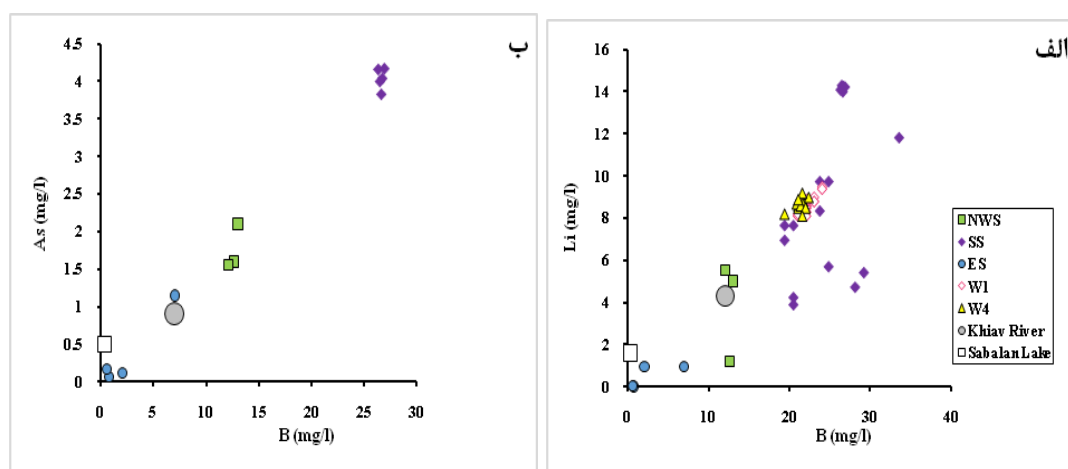 ب
As (mg/l)
4.5
4
3.5
3
2.5
2
1.5
1
0.5
0
0
5
10
15
20
25
30
B (mg/l)
الف
Li (mg/l)
16
14
12
10
8
6
4
2
0
0
10
20
30
40
B (mg/l)
NWS
SS
ES
W1
W4
Khiav River
Sabalan Lake